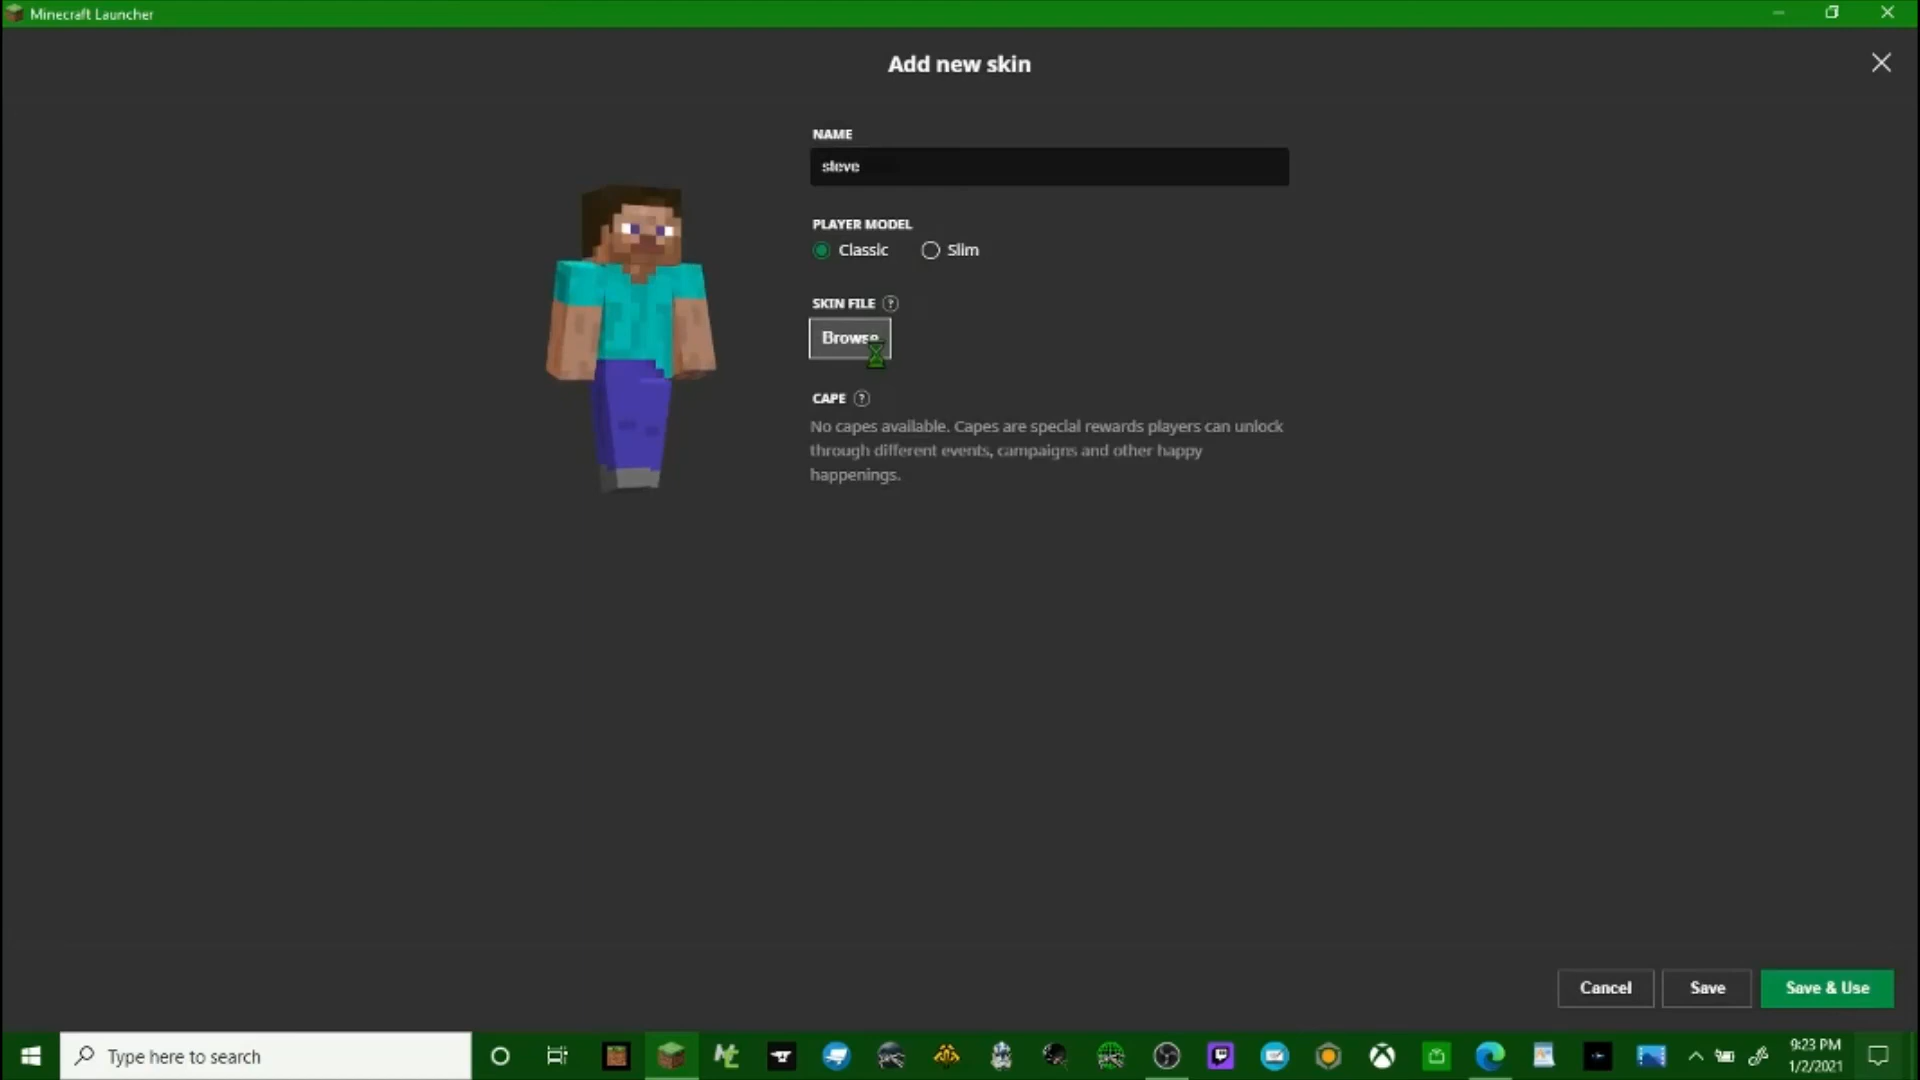 Minecraft Launcher
Add new skin
NAME
steve
PLAYER MODEL
Classic
Slim
SKIN FILE ?
Browse
CAPE ?
No capes available. Capes are special rewards players can unlock
through different events, campaigns and other happy
happenings.
Cancel
Save
Save & Use
Type here to search
9:23 PM
1/2/2021